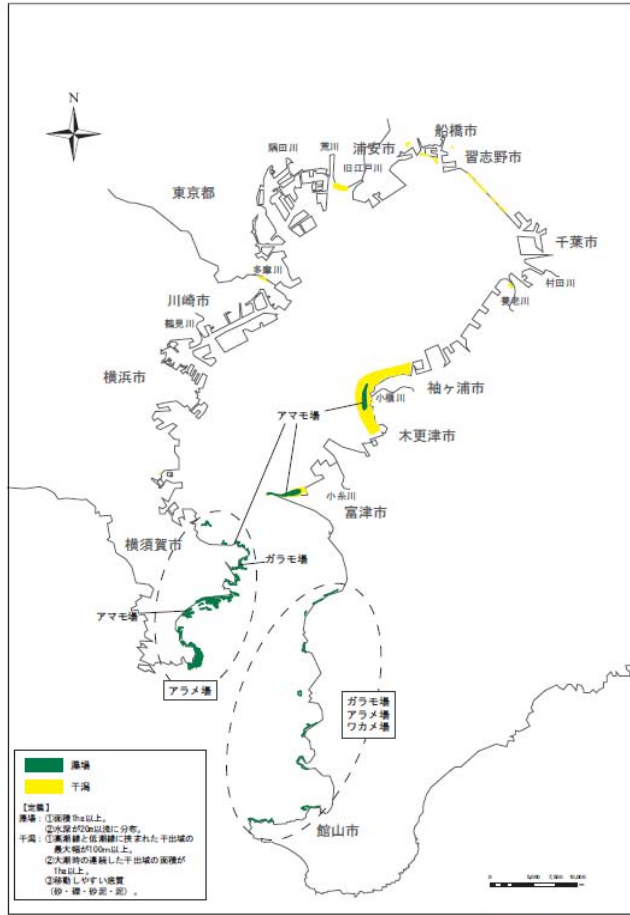 N
船橋市
浦安市
習志野市
隅田川
荒川
旧江戸川
東京都
千葉市
多摩川
村田川
養老川
川崎市
鶴見川
横浜市
袖ヶ浦市
小櫃川
アマモ場
木更津市
小糸川
富津市
横須賀市
ガラモ場
アマモ場
アラメ場
ガラモ場
アラメ場
ワカメ場
館山市
藻場
干潟
【定義】
藻場:①面積1ha以上。
②水深が20m以浅に分布。
干潟:①高潮線と低潮線に挟まれた干出域の
最大幅が100m以上。
②大潮時の連続した干出域の面積が
1ha以上。
③移動しやすい底質
(砂・礫・砂泥・泥)。
0